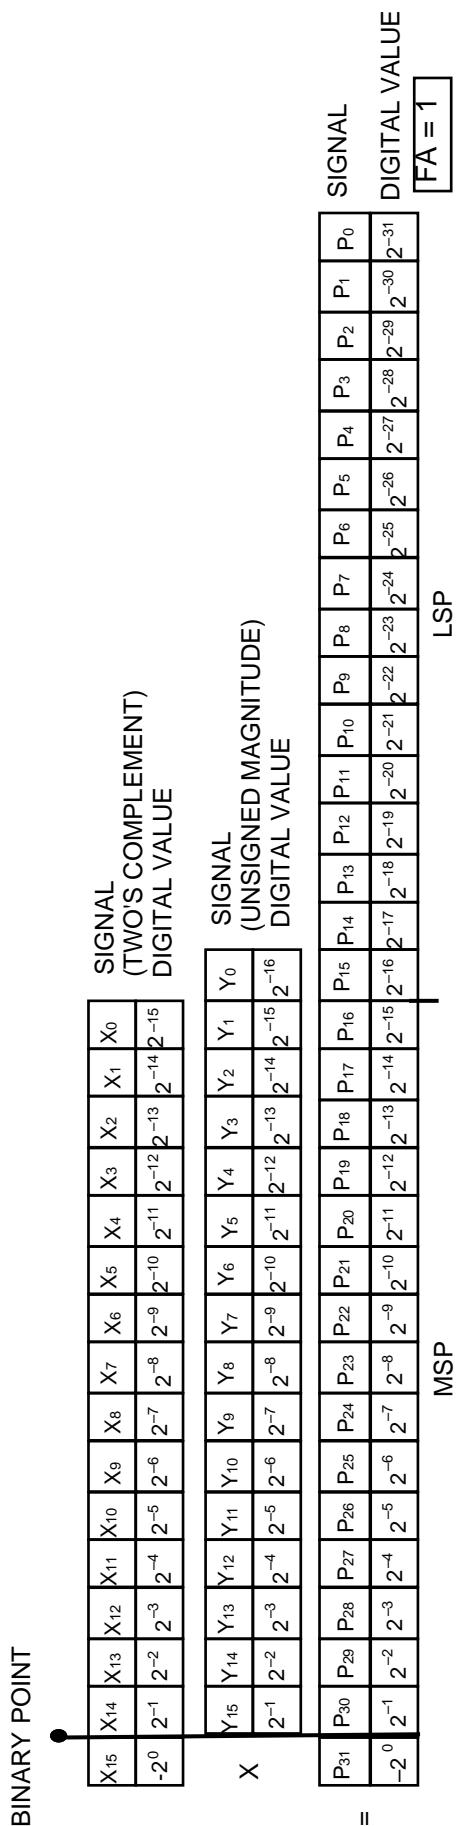 BINARY POINT
X15 X14 X13 X12 X11 X10 X9 X8 X7 X6 X5 X4 X3 X2 X1 X0 SIGNAL
(TWO'S COMPLEMENT)
-2^0 2^–1 2^–2 2^–3 2^–4 2^–5 2^–6 2^–7 2^–8 2^–9 2^–10 2^–11 2^–12 2^–13 2^–14 2^–15 DIGITAL VALUE
X Y15 Y14 Y13 Y12 Y11 Y10 Y9 Y8 Y7 Y6 Y5 Y4 Y3 Y2 Y1 Y0 SIGNAL
(UNSIGNED MAGNITUDE)
2^–1 2^–2 2^–3 2^–4 2^–5 2^–6 2^–7 2^–8 2^–9 2^–10 2^–11 2^–12 2^–13 2^–14 2^–15 2^–16 DIGITAL VALUE
= P31 P30 P29 P28 P27 P26 P25 P24 P23 P22 P21 P20 P19 P18 P17 P16 P15 P14 P13 P12 P11 P10 P9 P8 P7 P6 P5 P4 P3 P2 P1 P0 SIGNAL
–2^0 2^–1 2^–2 2^–3 2^–4 2^–5 2^–6 2^–7 2^–8 2^–9 2^–10 2^–11 2^–12 2^–13 2^–14 2^–15 2^–16 2^–17 2^–18 2^–19 2^–20 2^–21 2^–22 2^–23 2^–24 2^–25 2^–26 2^–27 2^–28 2^–29 2^–30 2^–31 DIGITAL VALUE
MSP LSP FA = 1